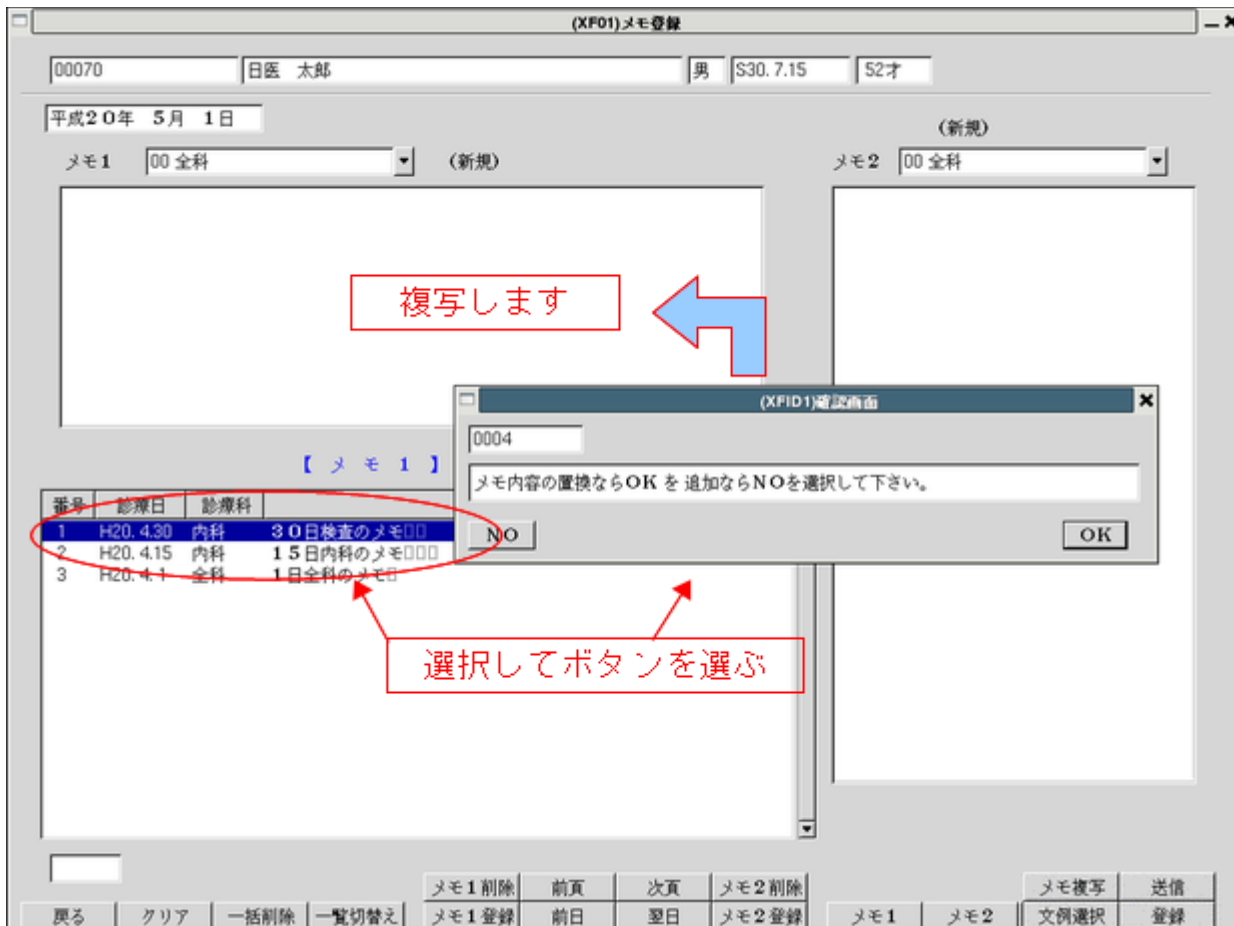 (XF01)メモ登録
00070 日医 太郎 男 S30. 7.15 52才
平成２０年 ５月 １日
(新規)
メモ１ 00 全科 (新規) メモ２ 00 全科
複写します
(XFID1)確認画面
0004
メモ内容の置換ならOK を 追加ならＮＯを選択して下さい。
NO OK
【 メ モ １ 】
番号 診療日 診療科
1 H20. 4.30 内科 ３０日検査のメモ□□
2 H20. 4.15 内科 １５日内科のメモ□□□
3 H20. 4. 1 全科 １日全科のメモ□
選択してボタンを選ぶ
メモ１削除 前頁 次頁 メモ２削除 メモ複写 送信
戻る クリア 一括削除 一覧切替え メモ１登録 前日 翌日 メモ２登録 メモ１ メモ２ 文例選択 登録